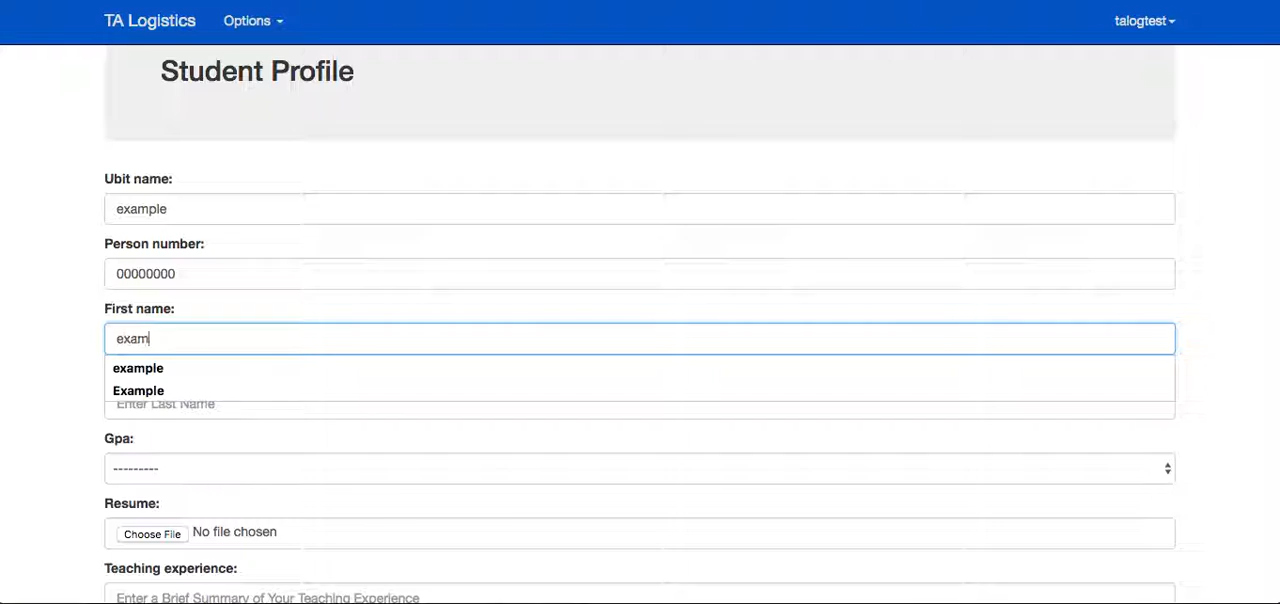 TA Logistics Options talogtest
Student Profile
Ubit name:
example
Person number:
00000000
First name:
exam
example
Example
Enter Last Name
Gpa:
---------
Resume:
Choose File No file chosen
Teaching experience:
Enter a Brief Summary of Your Teaching Experience